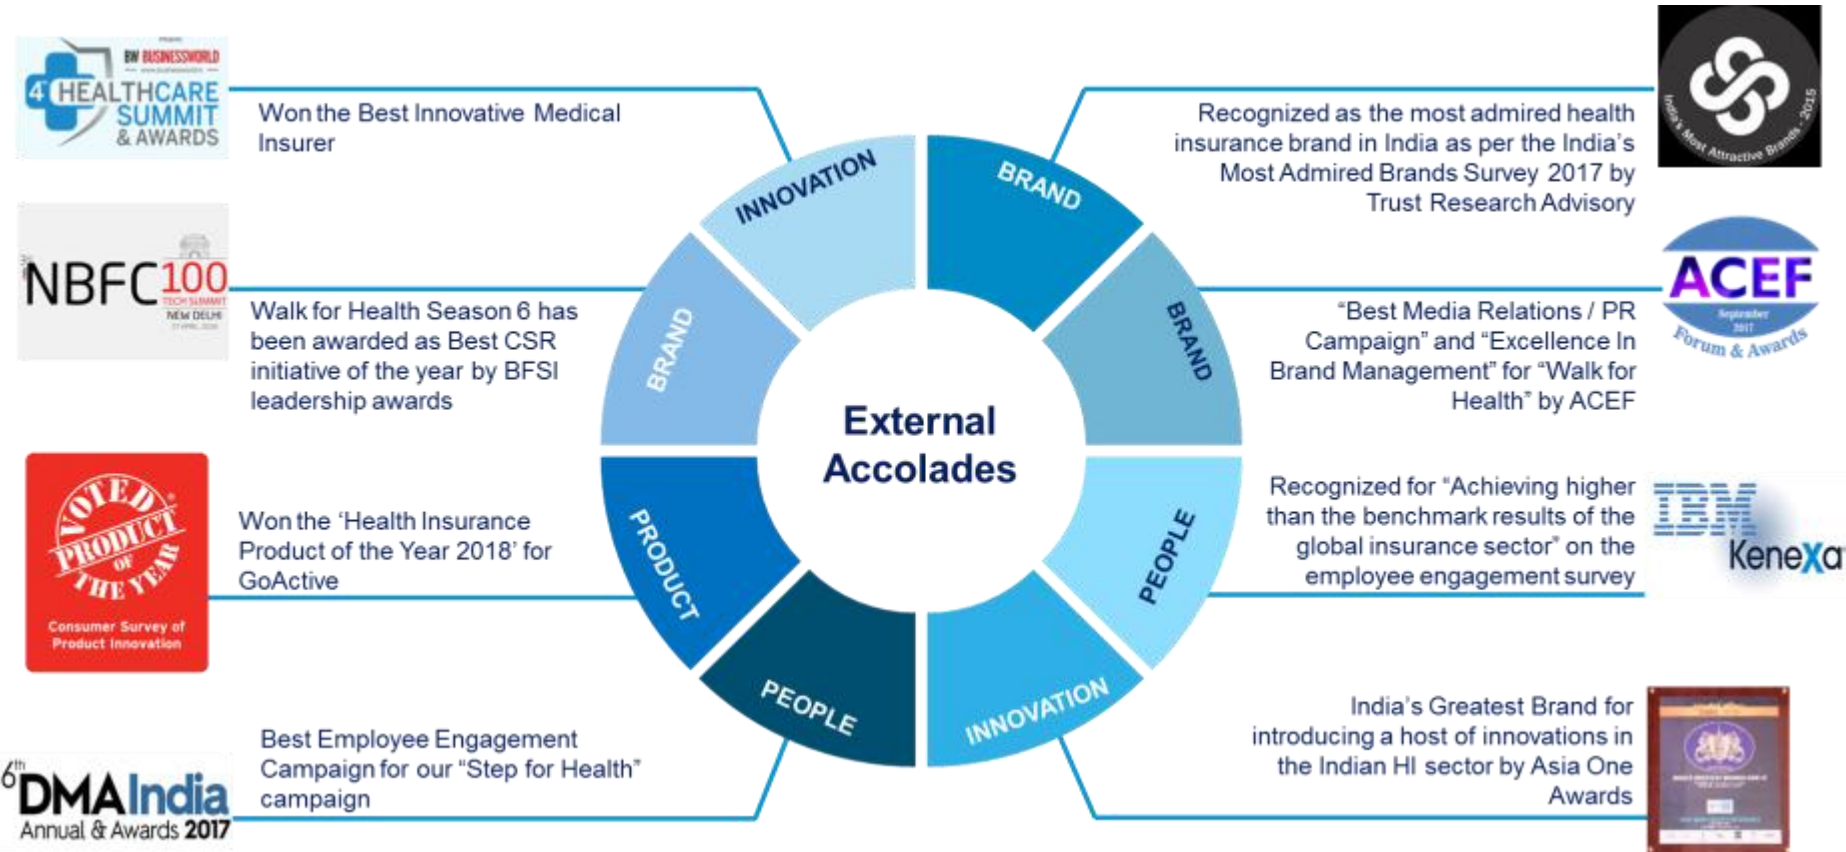 BW BUSINESSWORLD
4th HEALTHCARE
SUMMIT
& AWARDS
Won the Best Innovative Medical
Insurer
INNOVATION
BRAND
Recognized as the most admired health
insurance brand in India as per the India's
Most Admired Brands Survey 2017 by
Trust Research Advisory
India's Most Attractive Brands - 2015
NBFC100
TECH SUMMIT
NEW DELHI
Walk for Health Season 6 has
been awarded as Best CSR
initiative of the year by BFSI
leadership awards
BRAND
BRAND
“Best Media Relations / PR
Campaign” and “Excellence In
Brand Management” for “Walk for
Health” by ACEF
ACEF
September
2017
Forum & Awards
External
Accolades
VOTED
PRODUCT
OF
THE YEAR
Consumer Survey of
Product Innovation
Won the ‘Health Insurance
Product of the Year 2018’ for
GoActive
PRODUCT
PEOPLE
Recognized for “Achieving higher
than the benchmark results of the
global insurance sector” on the
employee engagement survey
IBM
Kenexa
6th
DMAIndia
Annual & Awards 2017
Best Employee Engagement
Campaign for our “Step for Health”
campaign
PEOPLE
INNOVATION
India's Greatest Brand for
introducing a host of innovations in
the Indian HI sector by Asia One
Awards